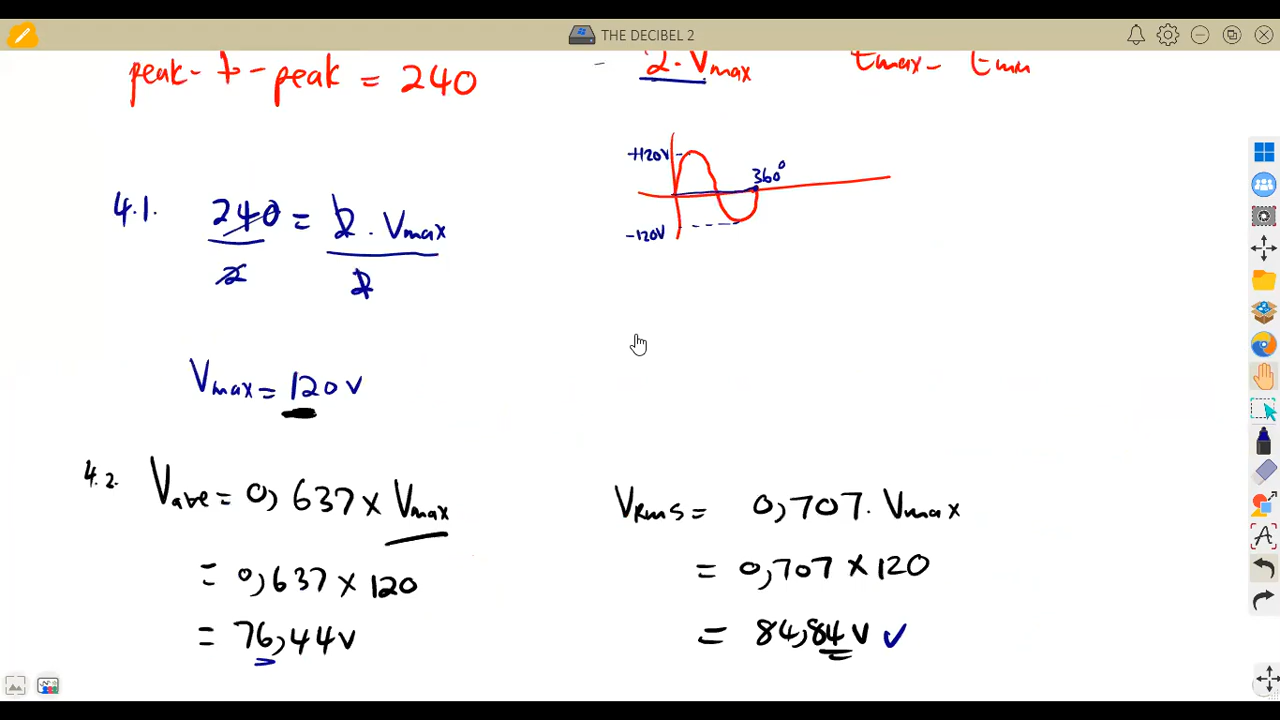 THE DECIBEL 2
peak-to-peak = 240
2. Vmax
Emax -
+120V
360°
-120V
4.1. 240 = 2 . Vmax
2 2
Vmax = 120 V
4.2. Vave = 0,637 x Vmax
= 0,637 x 120
= 76,44V
VRms = 0,707. Vmax
= 0,707 x 120
= 84,84 V ✓
A